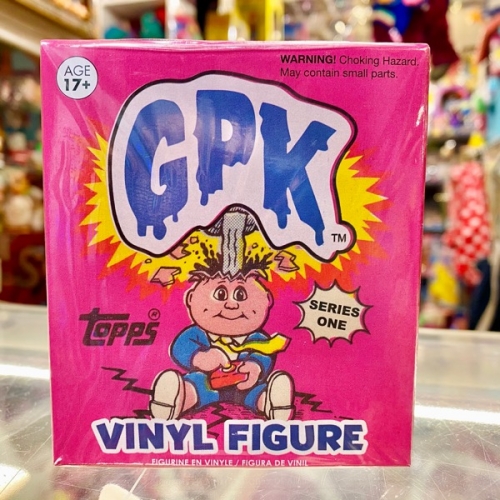 AGE
17+
WARNING! Choking Hazard.
May contain small parts.
GPK
TM
topps®
SERIES
ONE
VINYL FIGURE
FIGURINE EN VINYLE / FIGURA DE VINIL